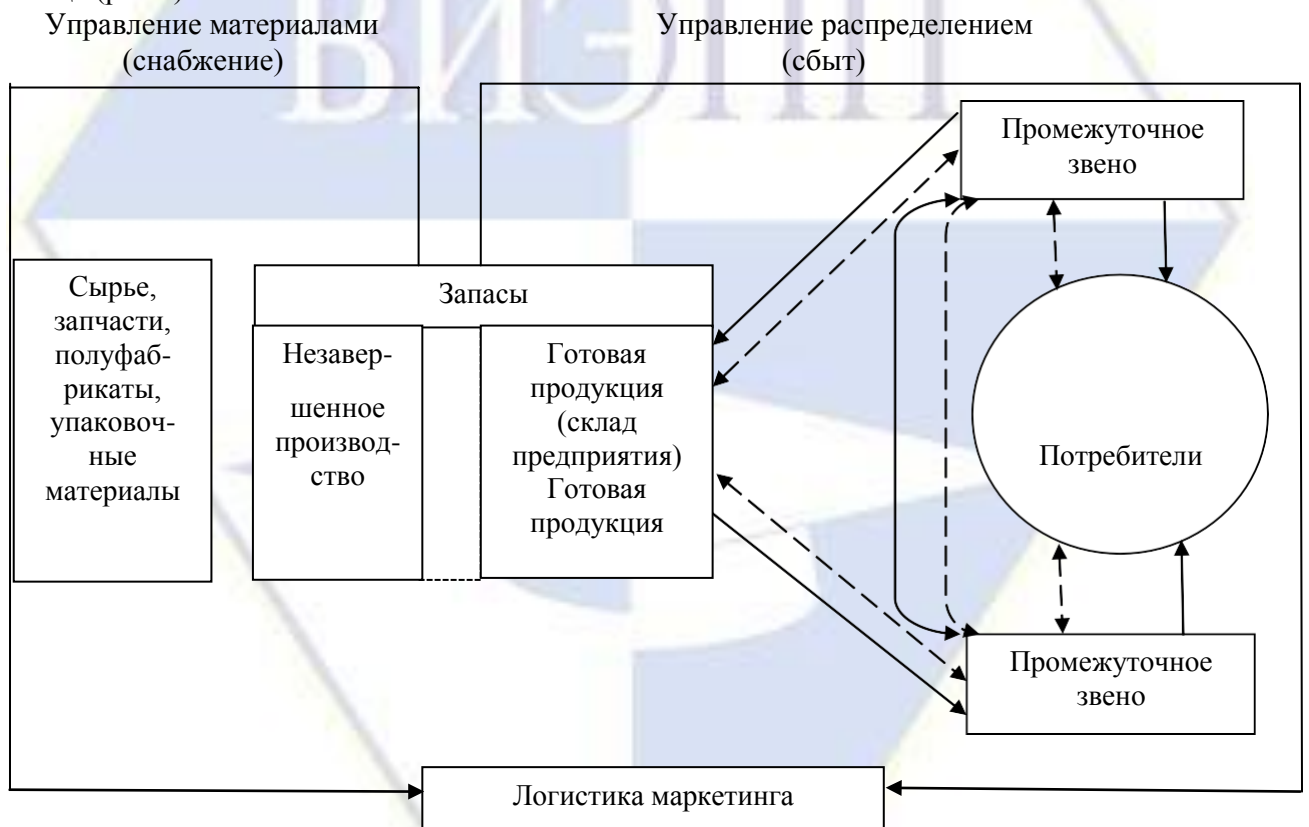 Управление материалами
(снабжение)
Управление распределением
(сбыт)
ВИЭПП
Промежуточное
звено
Сырье,
запчасти,
полуфаб-
рикаты,
упаковоч-
ные
материалы
Запасы
Незавер-
шенное
производ-
ство
Готовая
продукция
(склад
предприятия)
Готовая
продукция
Потребители
Промежуточное
звено
Логистика маркетинга